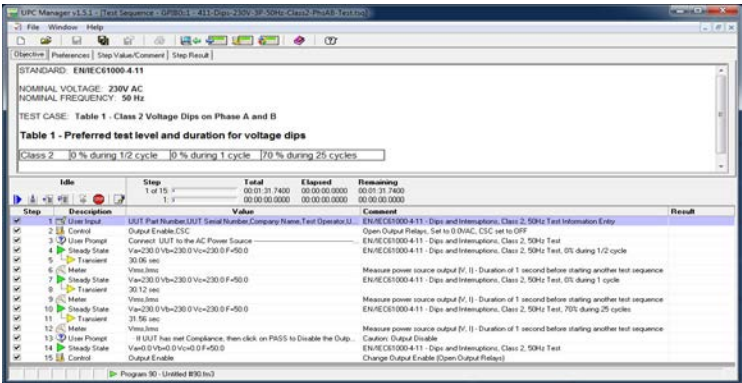 UPC Manager v1.5.1 - [Test Sequence - GPIB0::1 - 411-Dips-230V-3P-50Hz-Class2-PhsAB-Test.tsq]
File Window Help
Objective Preferences Step Value/Comment Step Result
STANDARD: EN/IEC61000-4-11
NOMINAL VOLTAGE: 230V AC
NOMINAL FREQUENCY: 50 Hz
TEST CASE: Table 1 - Class 2 Voltage Dips on Phase A and B
Table 1 - Preferred test level and duration for voltage dips
Class 2 0 % during 1/2 cycle 0 % during 1 cycle 70 % during 25 cycles
Idle Step Total Elapsed Remaining
1 of 15: 00:01:31.7400 00:00:00.0000 00:01:31.7400
1: 00:00:00.0000 00:00:00.0000 00:00:00.0000
Step Description Value Comment Result
1 User Input UUT Part Number,UUT Serial Number,Company Name,Test Operator,U... EN/IEC61000-4-11 - Dips and Interruptions, Class 2, 50Hz Test Information Entry
2 Control Output Enable,CSC Open Output Relays, Set to 0.0VAC, CSC set to OFF
3 User Prompt Connect UUT to the AC Power Source EN/IEC61000-4-11 - Dips and Interruptions, Class 2, 50Hz Test
4 Steady State Va=230.0 Vb=230.0 Vc=230.0 F=50.0 EN/IEC61000-4-11 - Dips and Interruptions, Class 2, 50Hz Test, 0% during 1/2 cycle
5 Transient 30.06 sec
6 Meter Vrms,Irms Measure power source output (V, I) - Duration of 1 second before starting another test sequence
7 Steady State Va=230.0 Vb=230.0 Vc=230.0 F=50.0 EN/IEC61000-4-11 - Dips and Interruptions, Class 2, 50Hz Test, 0% during 1 cycle
8 Transient 30.12 sec
9 Meter Vrms,Irms Measure power source output (V, I) - Duration of 1 second before starting another test sequence
10 Steady State Va=230.0 Vb=230.0 Vc=230.0 F=50.0 EN/IEC61000-4-11 - Dips and Interruptions, Class 2, 50Hz Test, 70% during 25 cycles
11 Transient 31.56 sec
12 Meter Vrms,Irms Measure power source output (V, I) - Duration of 1 second before starting another test sequence
13 User Prompt - If UUT has met Compliance, then click on PASS to Disable the Outp... Caution: Output Disable
14 Steady State Va=0.0 Vb=0.0 Vc=0.0 F=50.0 EN/IEC61000-4-11 - Dips and Interruptions, Class 2, 50Hz Test
15 Control Output Enable Change Output Enable (Open Output Relays)
Program 90 - Untitled #90.tm3